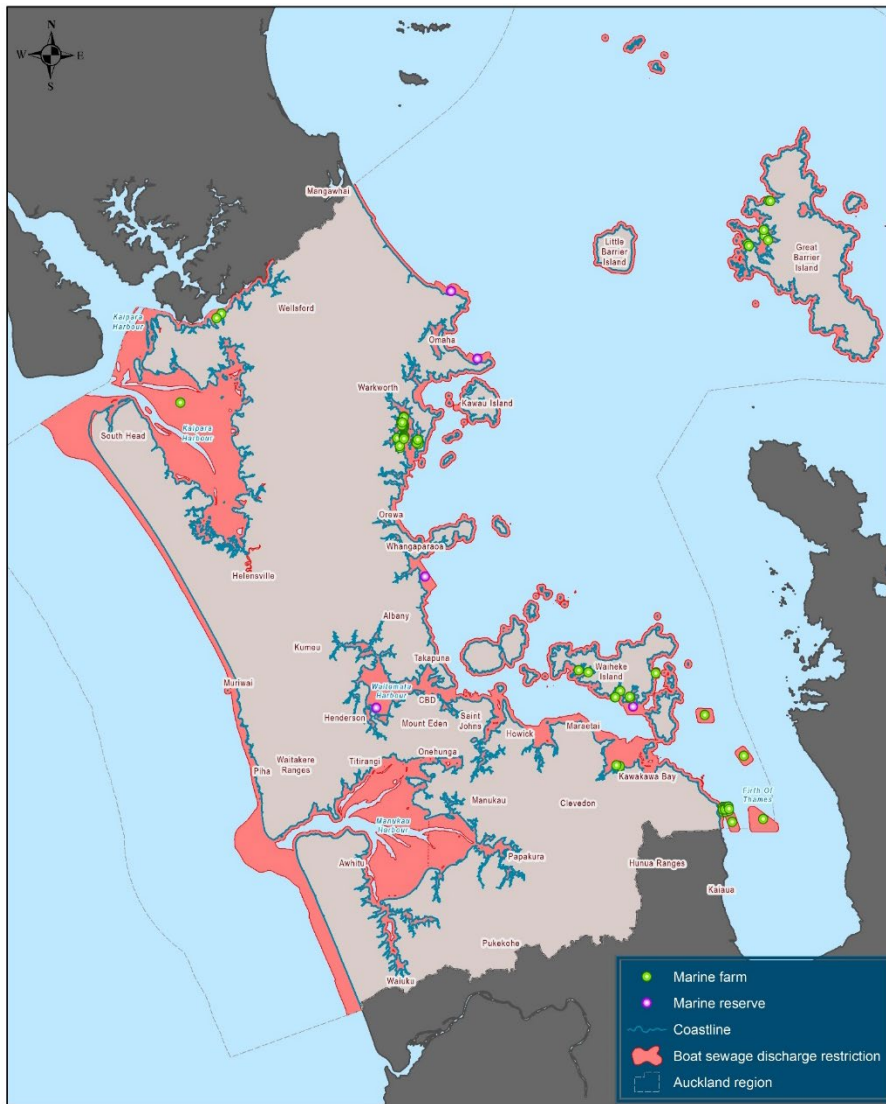 N
W
E
S
Mangawhai
Little
Barrier
Island
Great
Barrier
Island
Wellsford
Kaipara
Harbour
Omaha
Warkworth
Kawau Island
South Head
Kaipara
Harbour
Orewa
Whangaparaoa
Helensville
Albany
Kumeu
Takapuna
Waiheke
Island
Muriwai
Waitemata
Harbour
CBD
Henderson
Mount Eden
Saint
Johns
Howick
Maraetai
Onehunga
Titirangi
Waitakere
Ranges
Piha
Kawakawa Bay
Firth Of
Thames
Manukau
Clevedon
Manukau
Harbour
Awhitu
Papakura
Hunua Ranges
Kaiaua
Pukekohe
Waiuku
Marine farm
Marine reserve
Coastline
Boat sewage discharge restriction
Auckland region